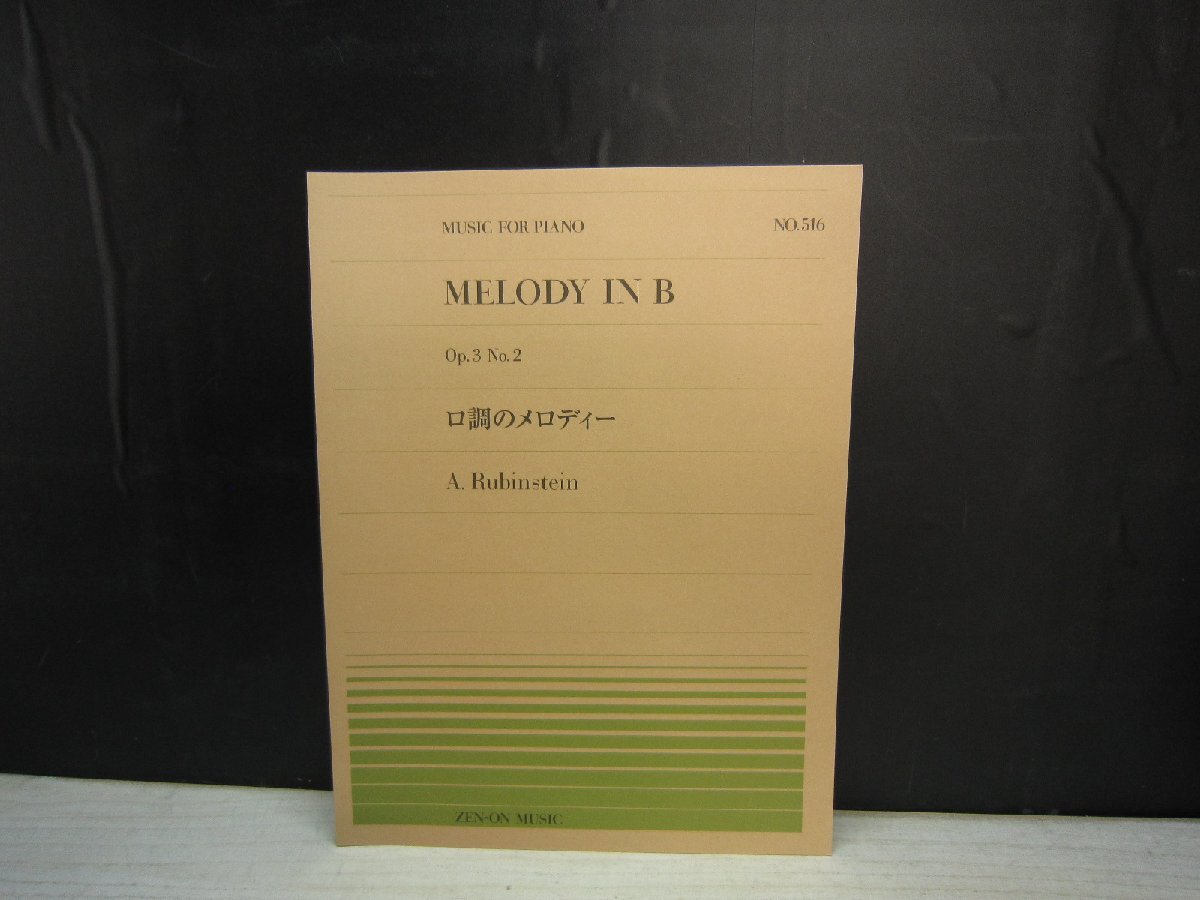 MUSIC FOR PIANO NO.516
MELODY IN B
Op.3 No.2
ロ調のメロディー
A. Rubinstein
ZEN-ON MUSIC